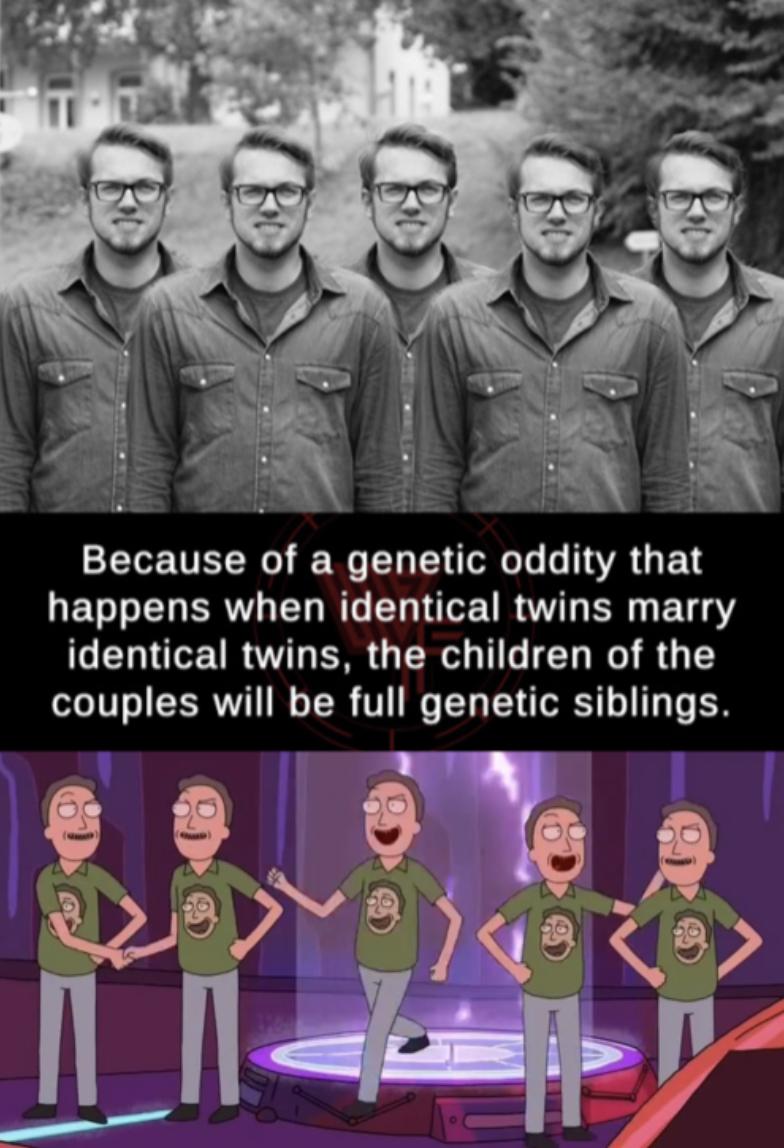 Because of a genetic oddity that
happens when identical twins marry
identical twins, the children of the
couples will be full genetic siblings.